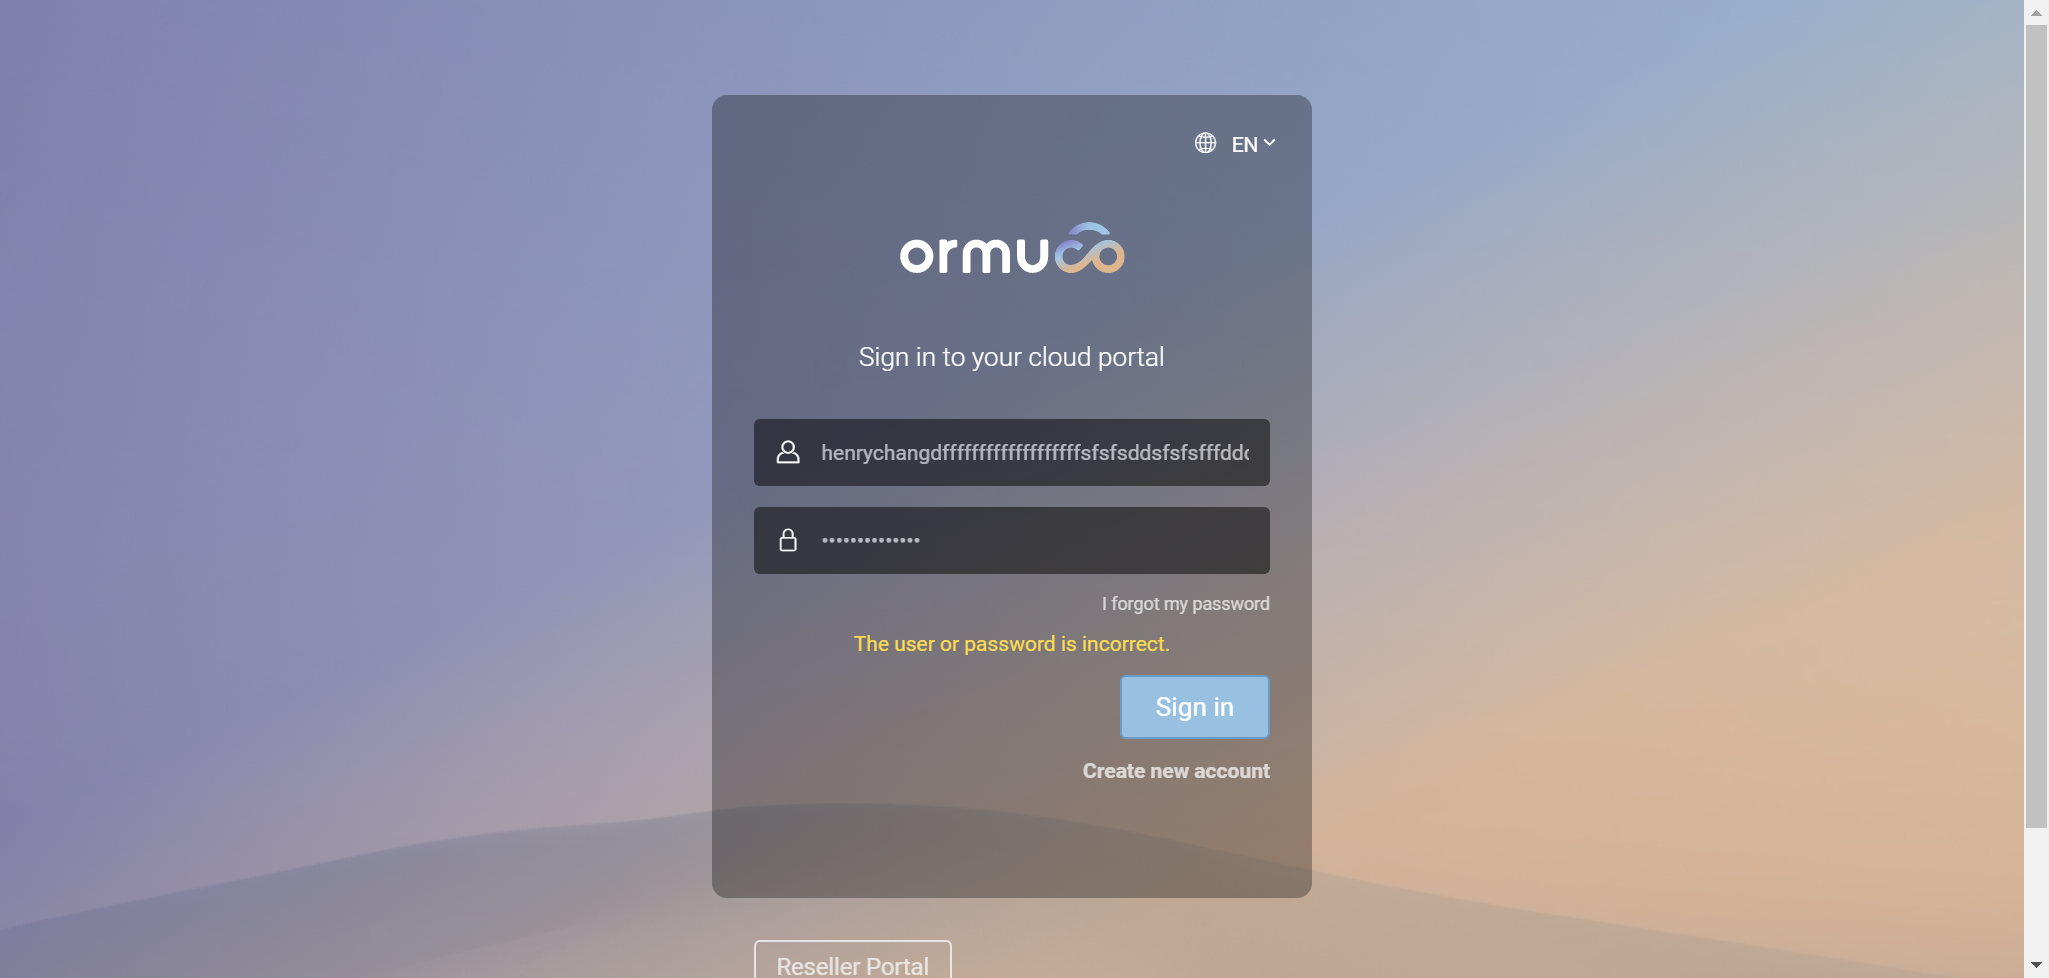 EN
ormuco
Sign in to your cloud portal
••••••••••••••
I forgot my password
The user or password is incorrect.
Sign in
Create new account
Reseller Portal